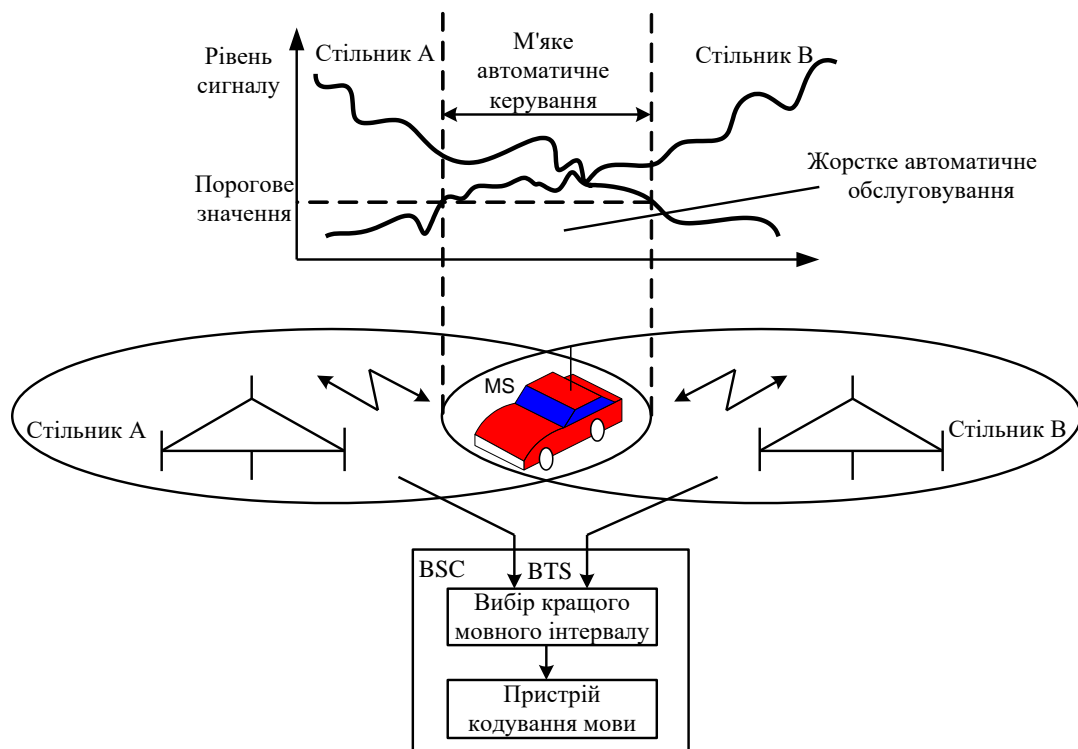 Рівень
сигналу
Стільник А
М'яке
автоматичне
керування
Стільник В
Порогове
значення
Жорстке автоматичне
обслуговування
MS
Стільник А
Стільник В
BSC
BTS
Вибір кращого
мовного інтервалу
Пристрій
кодування мови